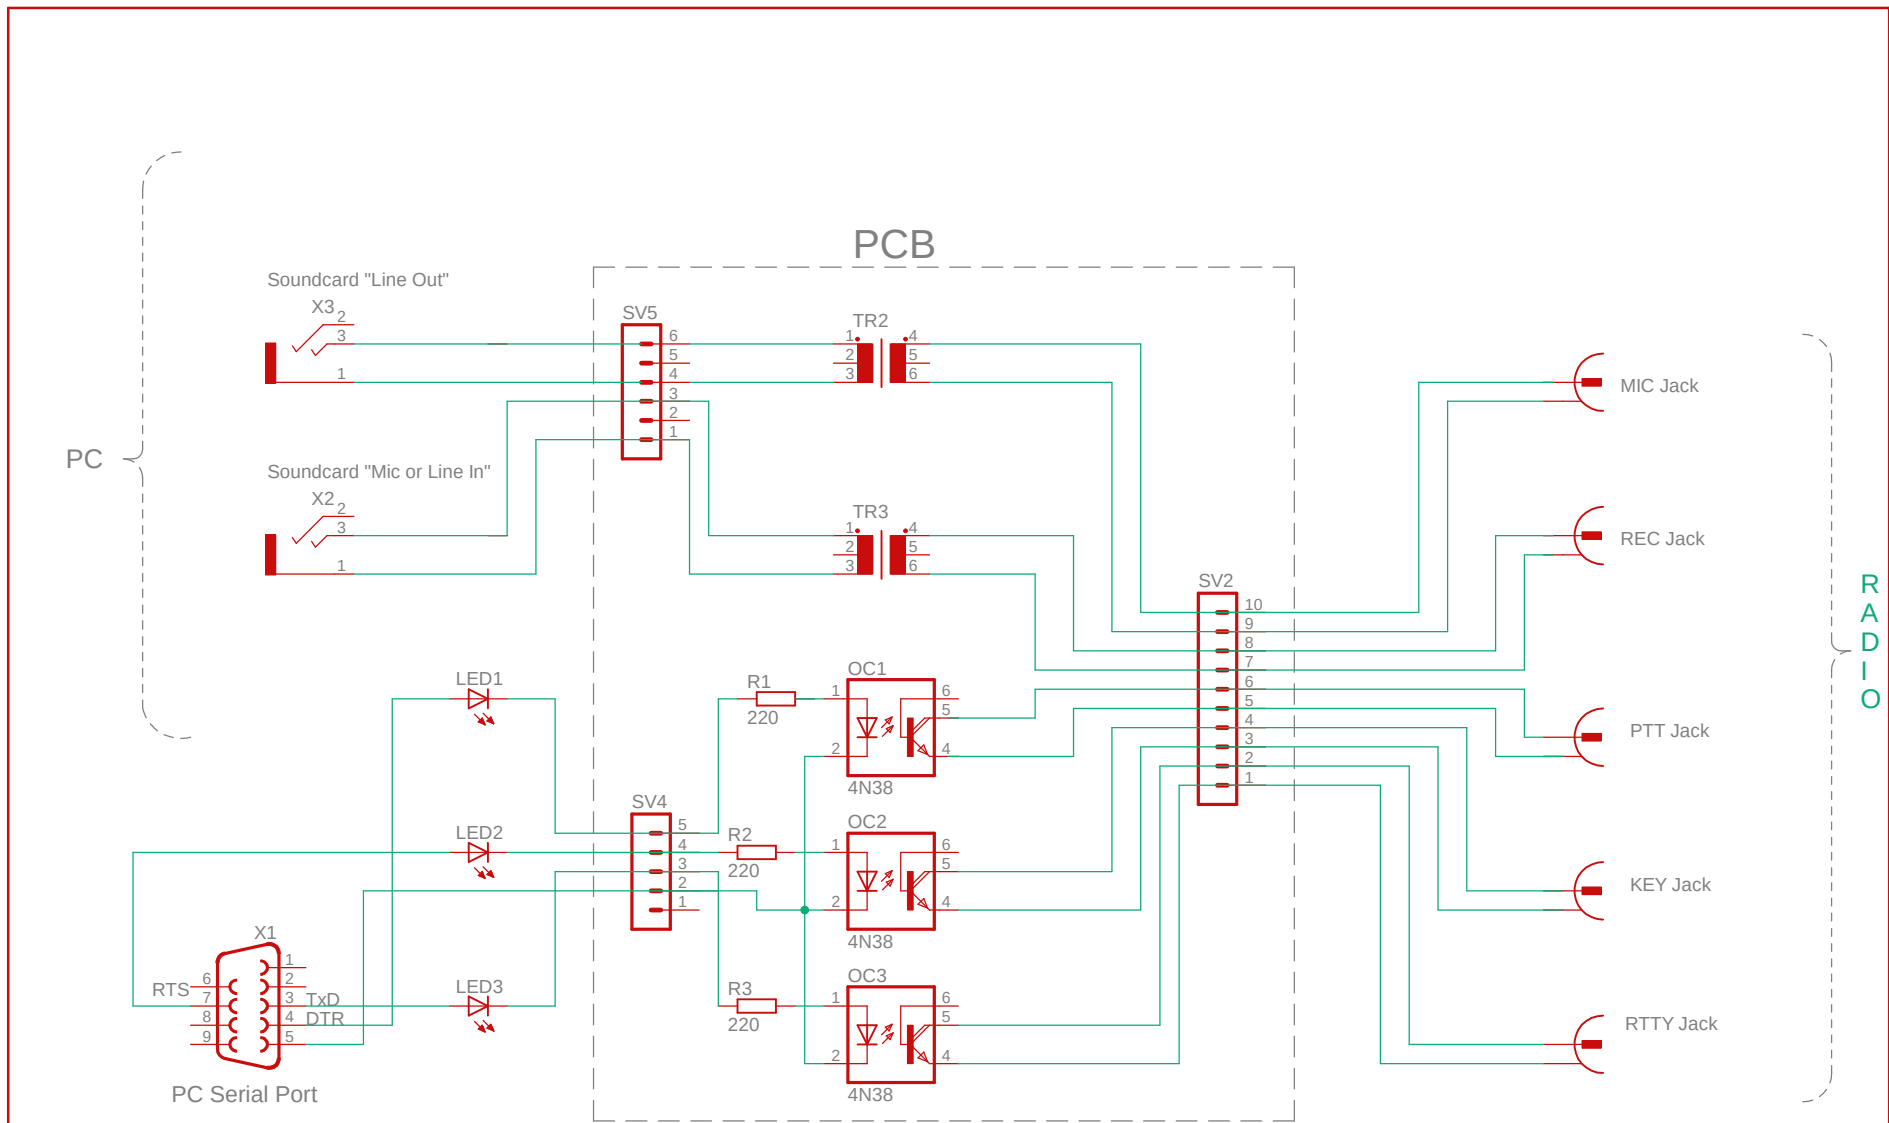 PCB
Soundcard "Line Out"
X3
2
3
1
SV5
6
5
4
3
2
1
TR2
1
2
3
4
5
6
MIC Jack
PC
Soundcard "Mic or Line In"
X2
2
3
1
TR3
1
2
3
4
5
6
REC Jack
SV2
10
9
8
7
6
5
4
3
2
1
R
A
D
I
O
LED1
R1
220
OC1
1
2
6
5
4
4N38
PTT Jack
SV4
5
4
3
2
1
LED2
R2
220
OC2
1
2
6
5
4
4N38
KEY Jack
X1
1
2
3
4
5
6
7
8
9
RTS
TxD
DTR
LED3
R3
220
OC3
1
2
6
5
4
4N38
RTTY Jack
PC Serial Port